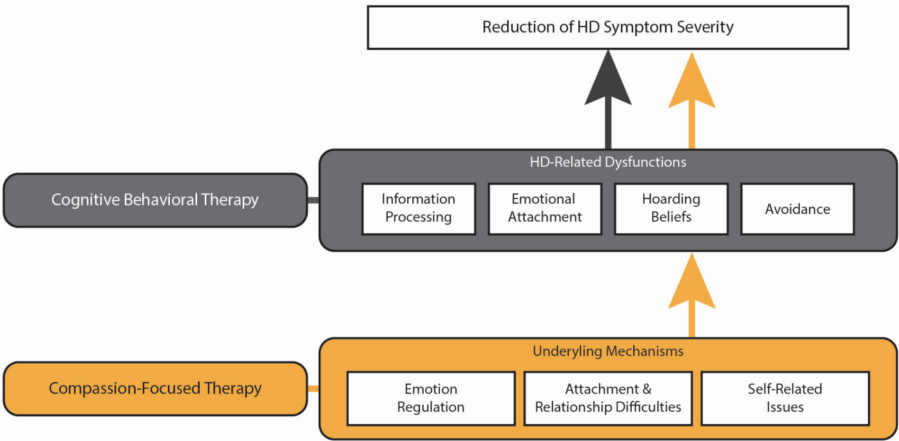 Reduction of HD Symptom Severity
HD-Related Dysfunctions
Cognitive Behavioral Therapy
Information
Processing
Emotional
Attachment
Hoarding
Beliefs
Avoidance
Underyling Mechanisms
Compassion-Focused Therapy
Emotion
Regulation
Attachment &
Relationship Difficulties
Self-Related
Issues